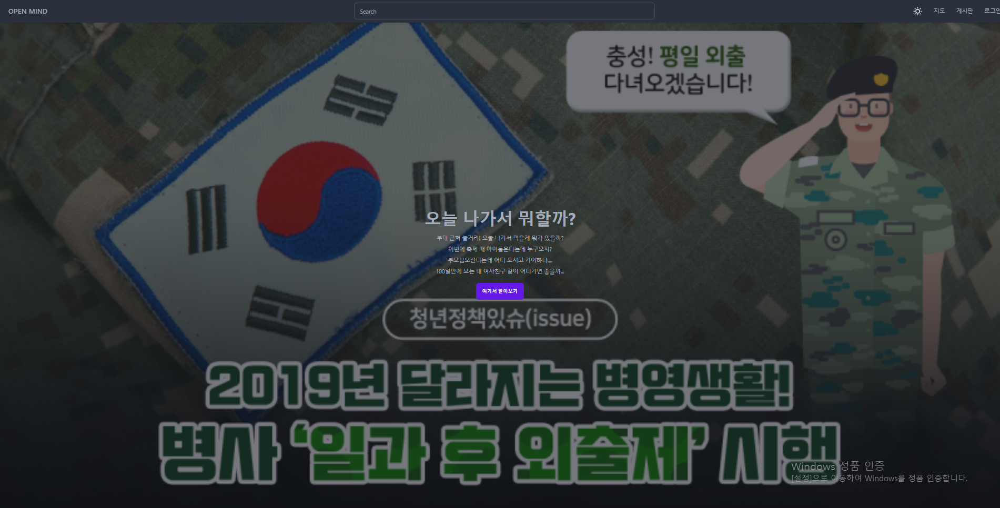 OPEN MIND
Search
지도
게시판
로그인
충성! 평일 외출
다녀오겠습니다!
오늘 나가서 뭐할까?
부대 근처 놀거리! 오늘 나가서 먹을게 뭐가 있을까?
이번에 축제 때 아이돌온다는데 누구오지?
부모님오신다는데 어디 모시고 가야하나....
100일만에 보는 내 여자친구 같이 어디가면 좋을까...
여기서 알아보기
청년정책있슈(issue)
2019년 달라지는 병영생활!
병사 ‘일과 후 외출제’ 시행
Windows 정품 인증
[설정]으로 이동하여 Windows를 정품 인증합니다.